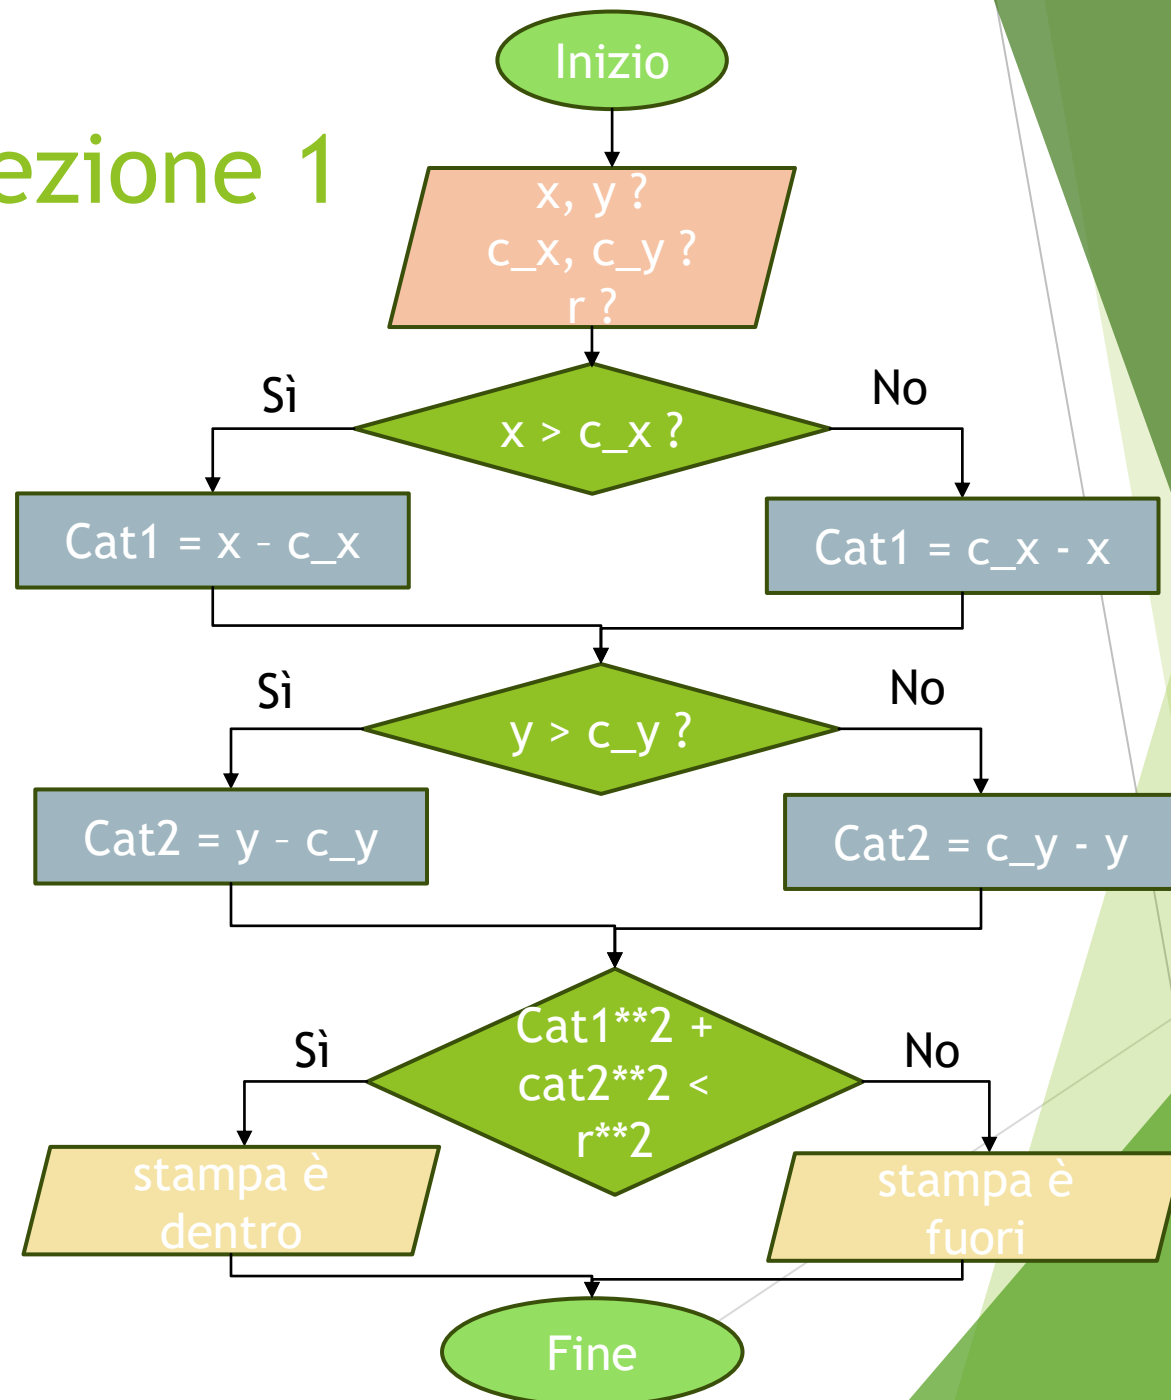 Inizio
ezione 1
x, y ?
c_x, c_y ?
r ?
Sì
No
x > c_x ?
Cat1 = x – c_x
Cat1 = c_x - x
Sì
No
y > c_y ?
Cat2 = y – c_y
Cat2 = c_y - y
Sì
No
Cat1**2 +
cat2**2 <
r**2
stampa è
dentro
stampa è
fuori
Fine